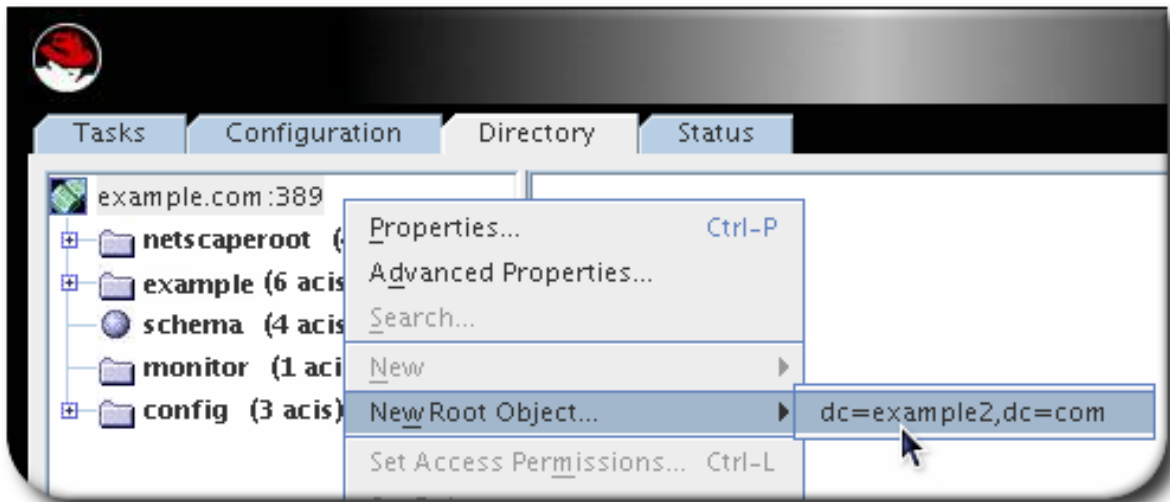 Tasks Configuration Directory Status
example.com:389
netscaperoot
example (6 acis
schema (4 acis
monitor (1 aci
config (3 acis)
Properties... Ctrl-P
Advanced Properties...
Search...
New
New Root Object...
dc=example2,dc=com
Set Access Permissions... Ctrl-L